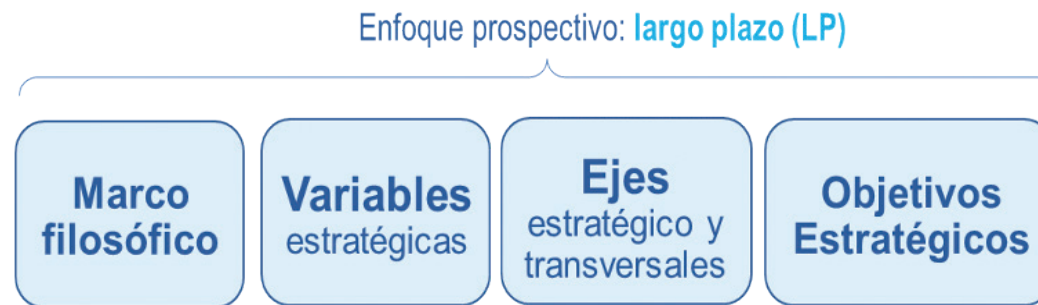 Enfoque prospectivo: largo plazo (LP)
Marco
filosófico
Variables
estratégicas
Ejes
estratégico y
transversales
Objetivos
Estratégicos